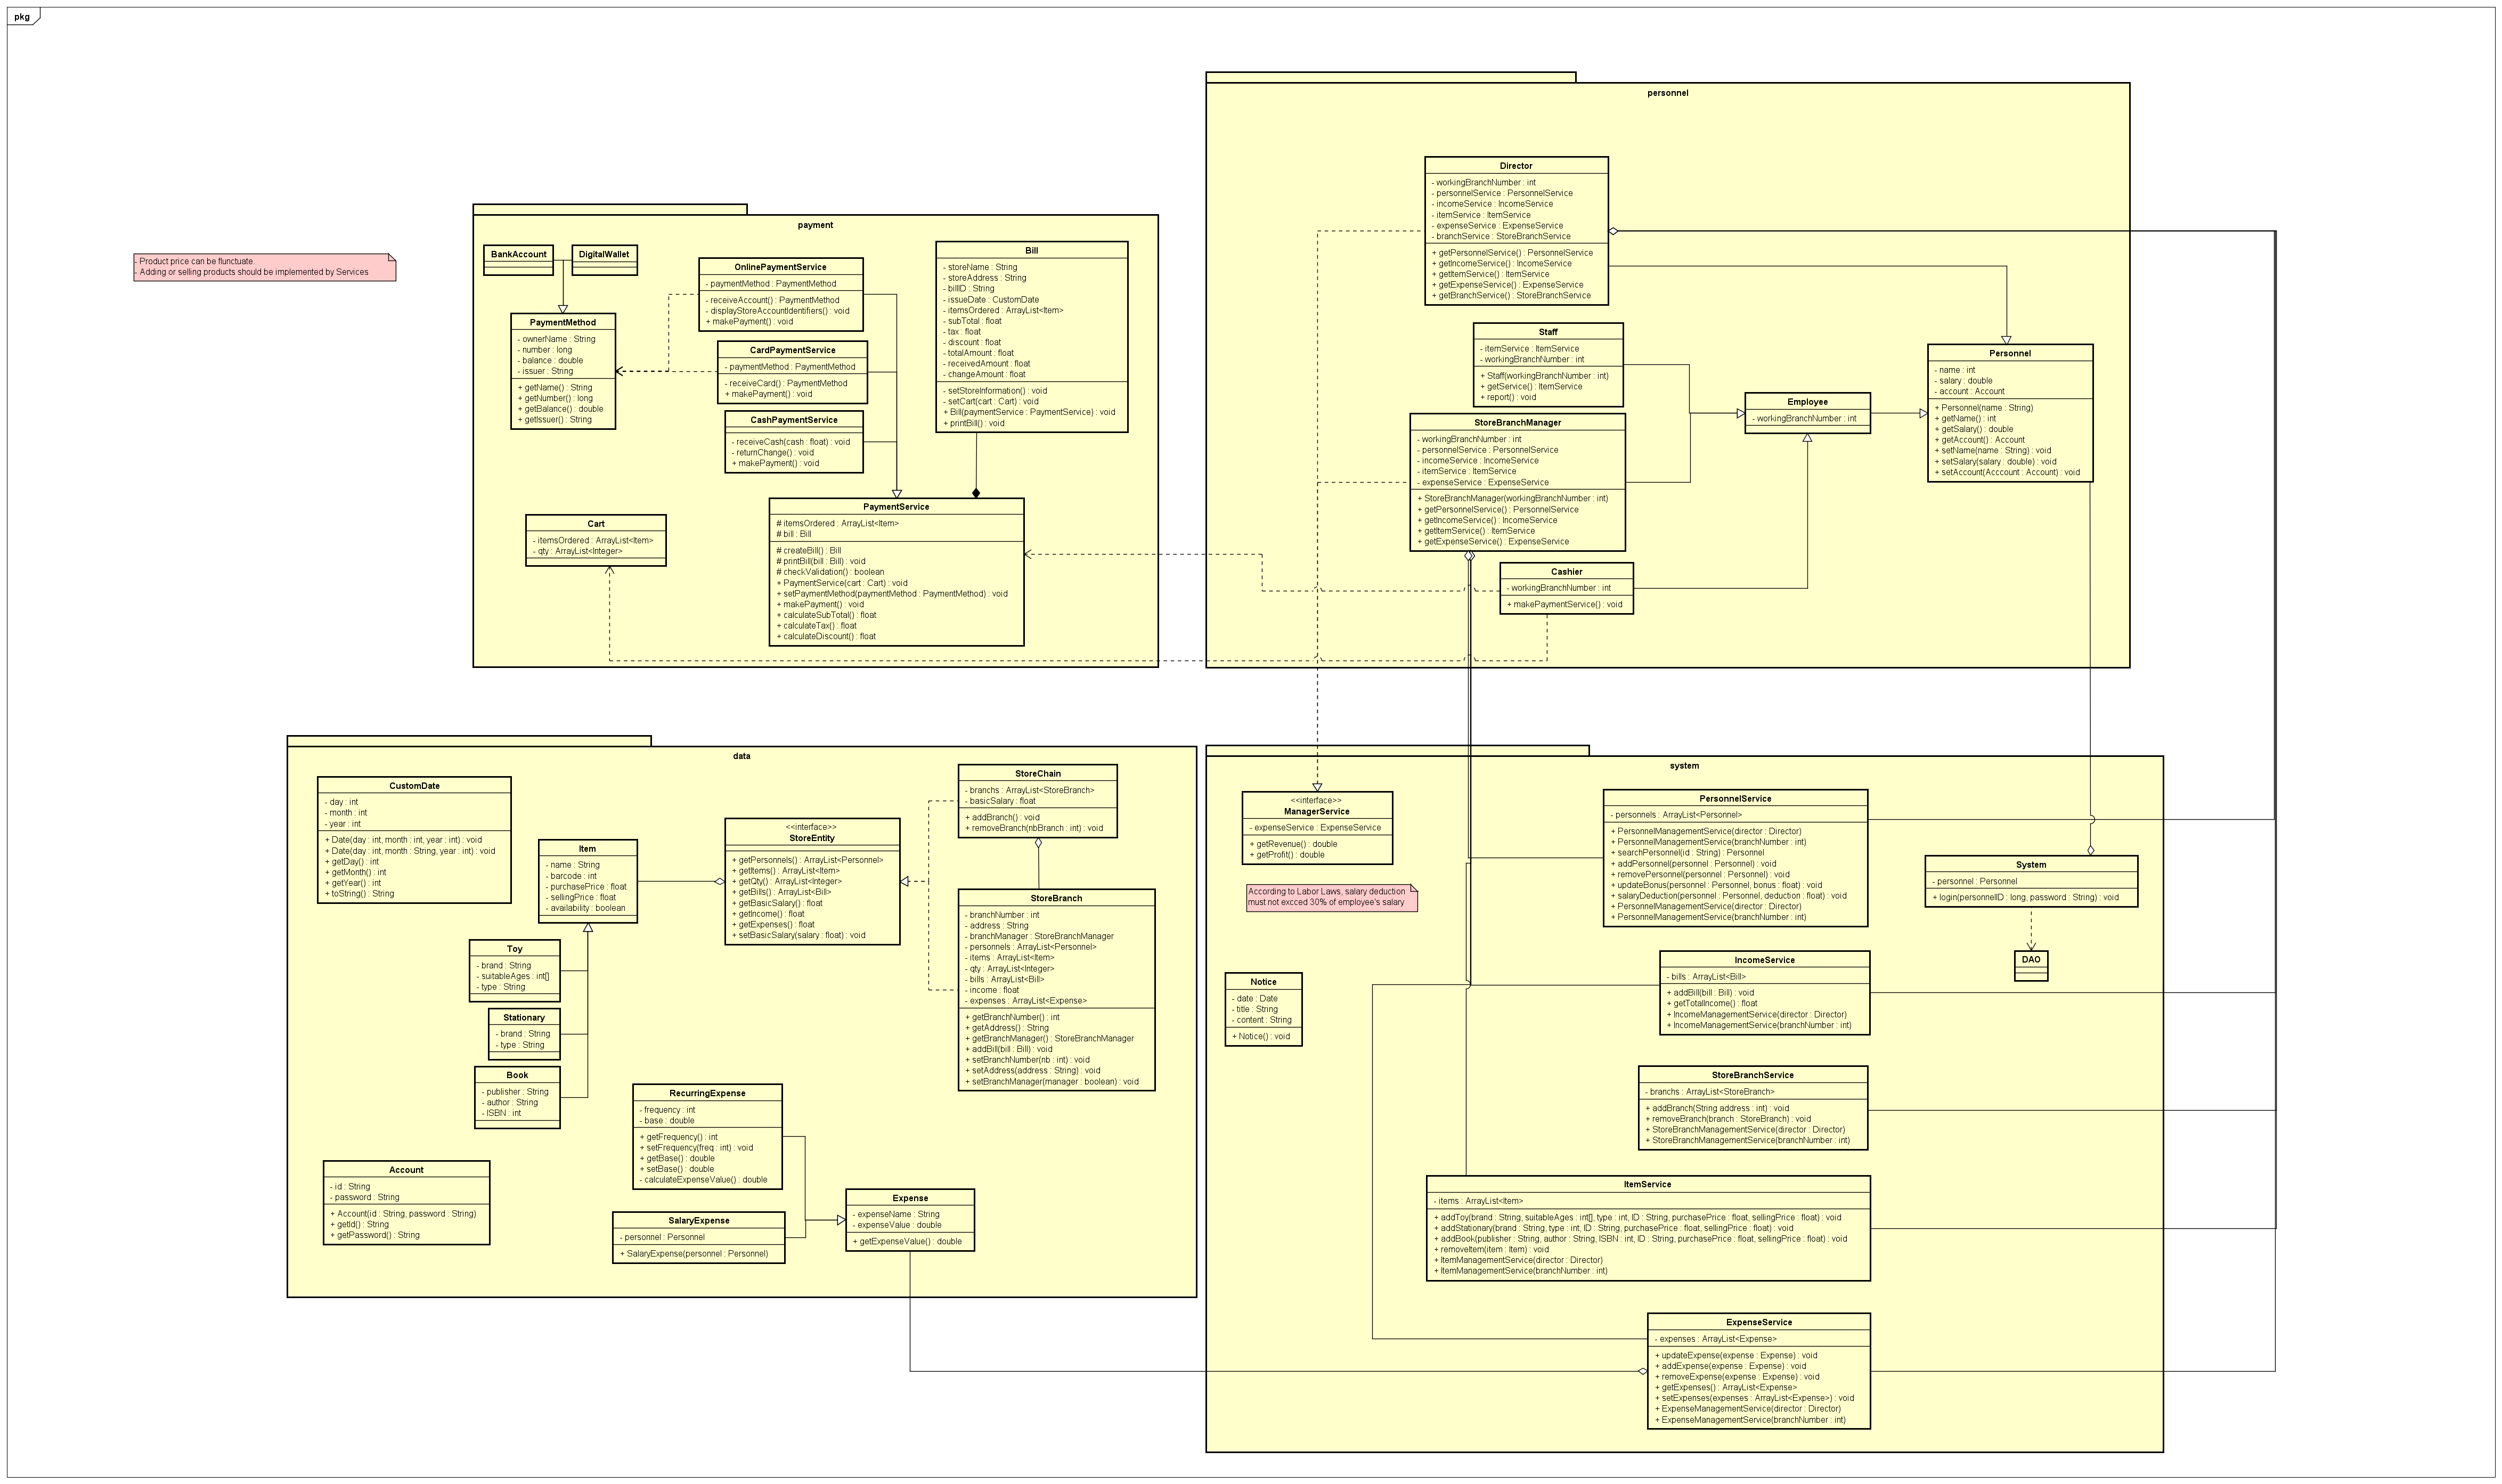 pkg
- Product price can be flunctuate.
- Adding or selling products should be implemented by Services
payment
BankAccount
DigitalWallet
PaymentMethod
- ownerName : String
- number : long
- balance : double
- issuer : String
+ getName() : String
+ getNumber() : long
+ getBalance() : double
+ getIssuer() : String
OnlinePaymentService
- paymentMethod : PaymentMethod
- receiveAccount() : PaymentMethod
- displayStoreAccountIdentifiers() : void
+ makePayment() : void
CardPaymentService
- paymentMethod : PaymentMethod
- receiveCard() : PaymentMethod
+ makePayment() : void
CashPaymentService
- receiveCash(cash : float) : void
- returnChange() : void
+ makePayment() : void
Bill
- storeName : String
- storeAddress : String
- billID : String
- issueDate : CustomDate
- itemsOrdered : ArrayList<Item>
- subTotal : float
- tax : float
- discount : float
- totalAmount : float
- receivedAmount : float
- changeAmount : float
- setStoreInformation() : void
- setCart(cart : Cart) : void
+ Bill(paymentService : PaymentService) : void
+ printBill() : void
Cart
- itemsOrdered : ArrayList<Item>
- qty : ArrayList<Integer>
PaymentService
# itemsOrdered : ArrayList<Item>
# bill : Bill
# createBill() : Bill
# printBill(bill : Bill) : void
# checkValidation() : boolean
+ PaymentService(cart : Cart) : void
+ setPaymentMethod(paymentMethod : PaymentMethod) : void
+ makePayment() : void
+ calculateSubTotal() : float
+ calculateTax() : float
+ calculateDiscount() : float
personnel
Director
- workingBranchNumber : int
- personnelService : PersonnelService
- incomeService : IncomeService
- itemService : ItemService
- expenseService : ExpenseService
- branchService : StoreBranchService
+ getPersonnelService() : PersonnelService
+ getIncomeService() : IncomeService
+ getItemService() : ItemService
+ getExpenseService() : ExpenseService
+ getBranchService() : StoreBranchService
Staff
- itemService : ItemService
- workingBranchNumber : int
+ Staff(workingBranchNumber : int)
+ getService() : ItemService
+ report() : void
StoreBranchManager
- workingBranchNumber : int
- personnelService : PersonnelService
- incomeService : IncomeService
- itemService : ItemService
- expenseService : ExpenseService
+ StoreBranchManager(workingBranchNumber : int)
+ getPersonnelService() : PersonnelService
+ getIncomeService() : IncomeService
+ getItemService() : ItemService
+ getExpenseService() : ExpenseService
Cashier
- workingBranchNumber : int
+ makePaymentService() : void
Employee
- workingBranchNumber : int
Personnel
- name : int
- salary : double
- account : Account
+ Personnel(name : String)
+ getName() : int
+ getSalary() : double
+ getAccount() : Account
+ setName(name : String) : void
+ setSalary(salary : double) : void
+ setAccount(Acccount : Account) : void
data
CustomDate
- day : int
- month : int
- year : int
+ Date(day : int, month : int, year : int) : void
+ Date(day : int, month : String, year : int) : void
+ getDay() : int
+ getMonth() : int
+ getYear() : int
+ toString() : String
Item
- name : String
- barcode : int
- purchasePrice : float
- sellingPrice : float
- availability : boolean
Toy
- brand : String
- suitableAges : int[]
- type : String
Stationary
- brand : String
- type : String
Book
- publisher : String
- author : String
- ISBN : int
Account
- id : String
- password : String
+ Account(id : String, password : String)
+ getId() : String
+ getPassword() : String
<<interface>>
StoreEntity
+ getPersonnels() : ArrayList<Personnel>
+ getItems() : ArrayList<Item>
+ getQty() : ArrayList<Integer>
+ getBills() : ArrayList<Bill>
+ getBasicSalary() : float
+ getIncome() : float
+ getExpenses() : float
+ setBasicSalary(salary : float) : void
StoreChain
- branchs : ArrayList<StoreBranch>
- basicSalary : float
+ addBranch() : void
+ removeBranch(nbBranch : int) : void
StoreBranch
- branchNumber : int
- address : String
- branchManager : StoreBranchManager
- personnels : ArrayList<Personnel>
- items : ArrayList<Item>
- qty : ArrayList<Integer>
- bills : ArrayList<Bill>
- income : float
- expenses : ArrayList<Expense>
+ getBranchNumber() : int
+ getAddress() : String
+ getBranchManager() : StoreBranchManager
+ addBill(bill : Bill) : void
+ setBranchNumber(nb : int) : void
+ setAddress(address : String) : void
+ setBranchManager(manager : boolean) : void
RecurringExpense
- frequency : int
- base : double
+ getFrequency() : int
+ setFrequency(freq : int) : void
+ getBase() : double
+ setBase() : double
- calculateExpenseValue() : double
SalaryExpense
- personnel : Personnel
+ SalaryExpense(personnel : Personnel)
Expense
- expenseName : String
- expenseValue : double
+ getExpenseValue() : double
system
<<interface>>
ManagerService
- expenseService : ExpenseService
+ getRevenue() : double
+ getProfit() : double
According to Labor Laws, salary deduction
must not excced 30% of employee's salary
Notice
- date : Date
- title : String
- content : String
+ Notice() : void
PersonnelService
- personnels : ArrayList<Personnel>
+ PersonnelManagementService(director : Director)
+ PersonnelManagementService(branchNumber : int)
+ searchPersonnel(id : String) : Personnel
+ addPersonnel(personnel : Personnel) : void
+ removePersonnel(personnel : Personnel) : void
+ updateBonus(personnel : Personnel, bonus : float) : void
+ salaryDeduction(personnel : Personnel, deduction : float) : void
+ PersonnelManagementService(director : Director)
+ PersonnelManagementService(branchNumber : int)
System
- personnel : Personnel
+ login(personnelID : long, password : String) : void
DAO
IncomeService
- bills : ArrayList<Bill>
+ addBill(bill : Bill) : void
+ getTotalIncome() : float
+ IncomeManagementService(director : Director)
+ IncomeManagementService(branchNumber : int)
StoreBranchService
- branchs : ArrayList<StoreBranch>
+ addBranch(String address : int) : void
+ removeBranch(branch : StoreBranch) : void
+ StoreBranchManagementService(director : Director)
+ StoreBranchManagementService(branchNumber : int)
ItemService
- items : ArrayList<Item>
+ addToy(brand : String, suitableAges : int[], type : int, ID : String, purchasePrice : float, sellingPrice : float) : void
+ addStationary(brand : String, type : int, ID : String, purchasePrice : float, sellingPrice : float) : void
+ addBook(publisher : String, author : String, ISBN : int, ID : String, purchasePrice : float, sellingPrice : float) : void
+ removeItem(item : Item) : void
+ ItemManagementService(director : Director)
+ ItemManagementService(branchNumber : int)
ExpenseService
- expenses : ArrayList<Expense>
+ updateExpense(expense : Expense) : void
+ addExpense(expense : Expense) : void
+ removeExpense(expense : Expense) : void
+ getExpenses() : ArrayList<Expense>
+ setExpenses(expenses : ArrayList<Expense>) : void
+ ExpenseManagementService(director : Director)
+ ExpenseManagementService(branchNumber : int)